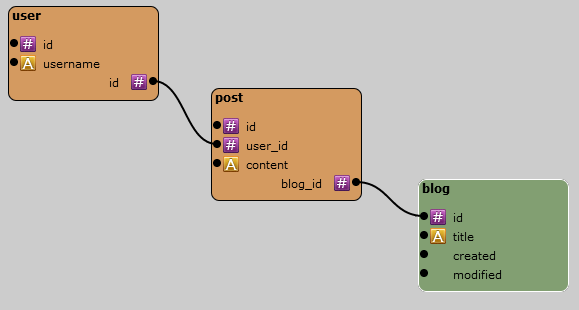 user
# id
A username
id #
post
# id
# user_id
A content
blog_id #
blog
# id
A title
created
modified